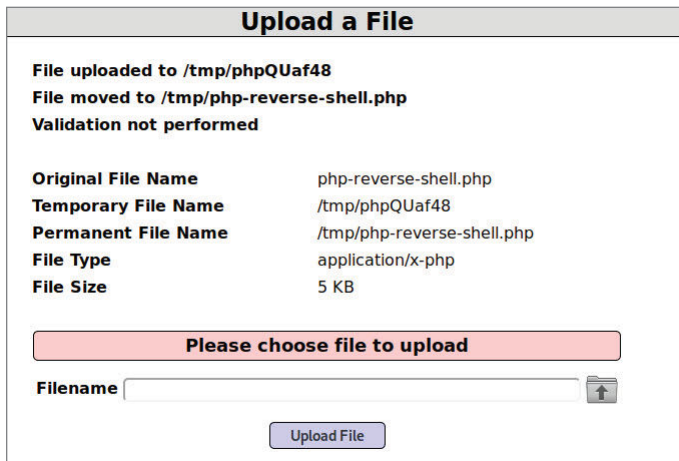 Upload a File
File uploaded to /tmp/phpQUaf48
File moved to /tmp/php-reverse-shell.php
Validation not performed
Original File Name php-reverse-shell.php
Temporary File Name /tmp/phpQUaf48
Permanent File Name /tmp/php-reverse-shell.php
File Type application/x-php
File Size 5 KB
Please choose file to upload
Filename
Upload File